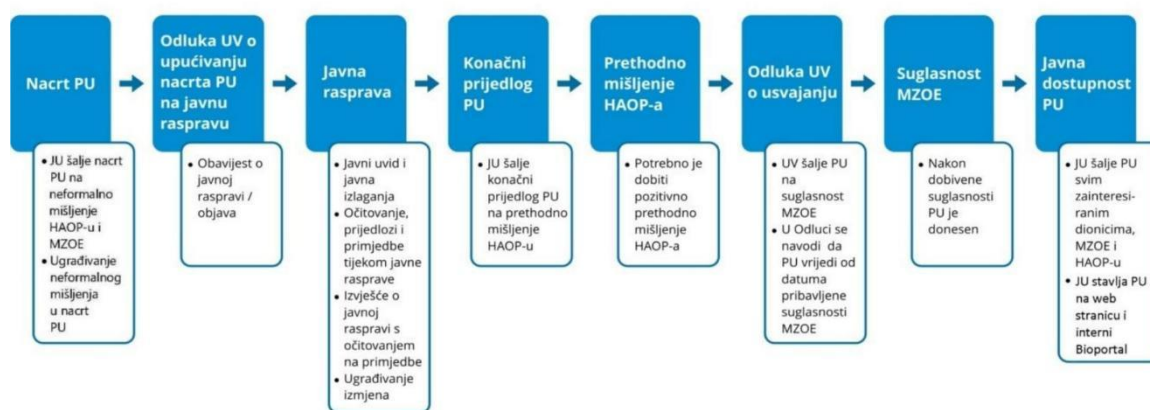 Nacrt PU
• JU šalje nacrt
PU na
neformalno
mišljenje
HAOP-u i
MZOE
• Ugrađivanje
neformalnog
mišljenja
u nacrt
PU
Odluka UV o
upućivanju
nacrta PU
na javnu
raspravu
• Obavijest o
javnoj
raspravi /
objava
Javna
rasprava
• Javni uvid i
javna
izlaganja
• Očitovanje,
prijedlozi i
primjedbe
tijekom javne
rasprave
• Izvješće o
javnoj
raspravi s
očitovanjem
na primjedbe
• Ugrađivanje
izmjena
Konačni
prijedlog
PU
• JU šalje
konačni
prijedlog PU
na prethodno
mišljenje
HAOP-u
Prethodno
mišljenje
HAOP-a
• Potrebno je
dobiti
pozitivno
prethodno
mišljenje
HAOP-a
Odluka UV
o usvajanju
• UV šalje PU
na
suglasnost
MZOE
• U Odluci se
navodi da
PU vrijedi od
datuma
pribavljene
suglasnosti
MZOE
Suglasnost
MZOE
• Nakon
dobivene
suglasnosti
PU je
donesen
Javna
dostupnost
PU
• JU šalje PU
svim
zainteresi-
ranim
dionicima,
MZOE i
HAOP-u
• JU stavlja PU
na web
stranicu i
interni
Bioportal